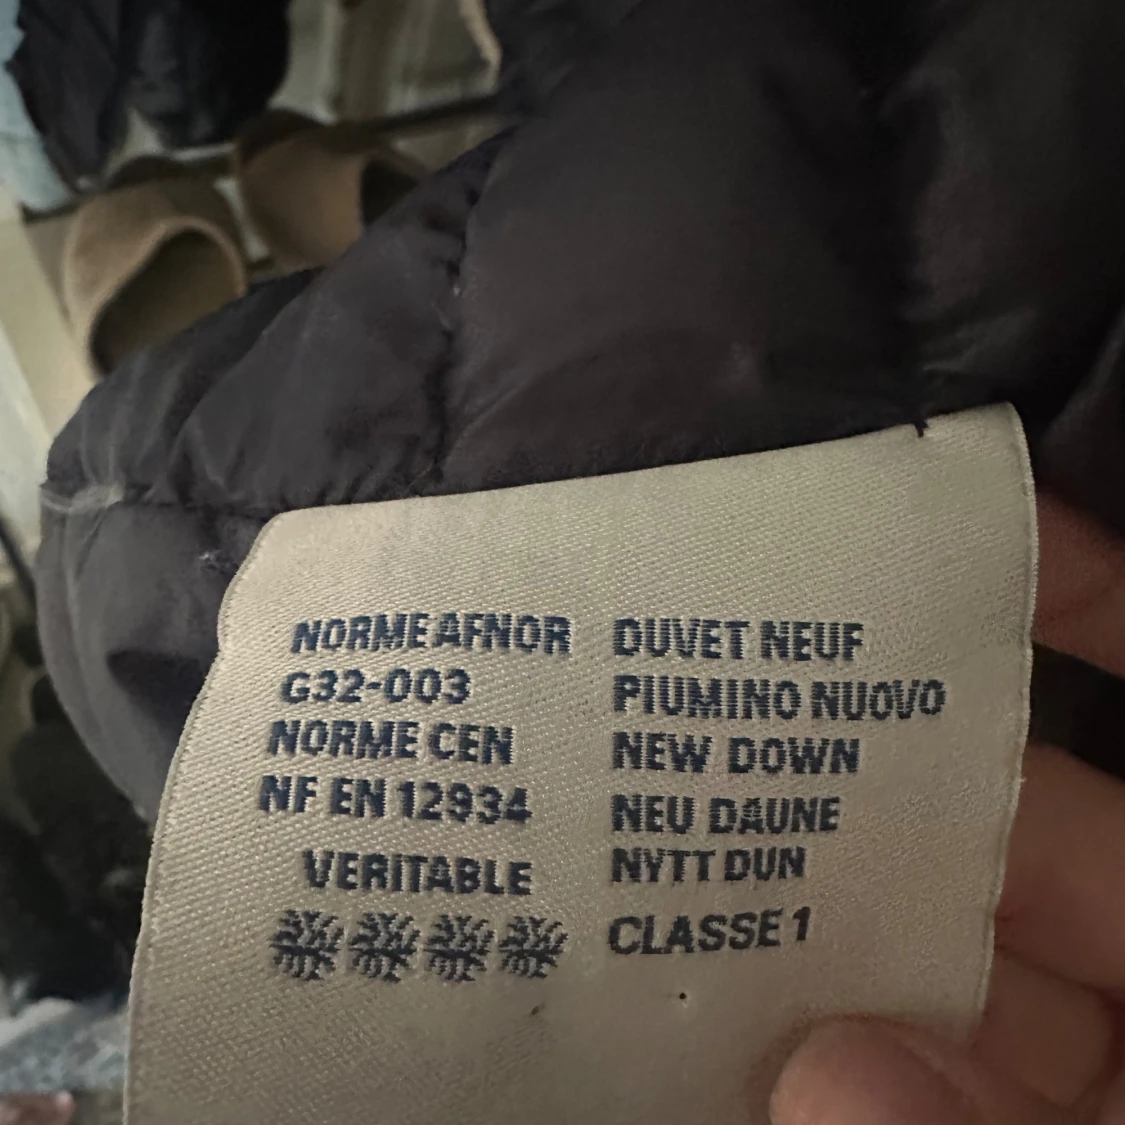 NORME AFNOR
G32-003
NORME CEN
NF EN 12934
VERITABLE
DUVET NEUF
PIUMINO NUOVO
NEW DOWN
NEU DAUNE
NYTT DUN
CLASSE 1